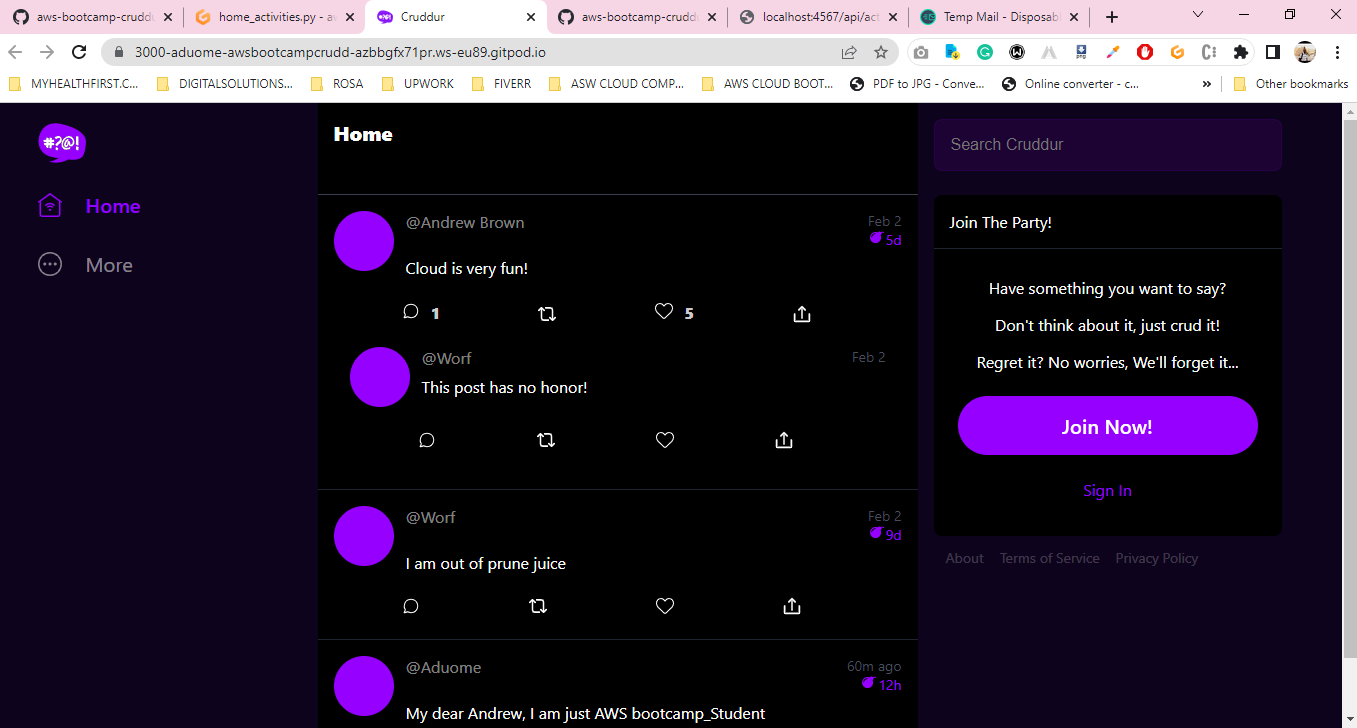 aws-bootcamp-crudd
home_activities.py - aw
Cruddur
aws-bootcamp-crudd
localhost:4567/api/act
Temp Mail - Disposabl
3000-aduome-awsbootcampcrudd-azbbgfx71pr.ws-eu89.gitpod.io
MYHEALTHFIRST.C...
DIGITALSOLUTIONS...
ROSA
UPWORK
FIVERR
ASW CLOUD COMP...
AWS CLOUD BOOT...
PDF to JPG - Conve...
Online converter - c...
»
Other bookmarks
#?@!
Home
More
Home
@Andrew Brown
Feb 2
5d
Cloud is very fun!
1
5
@Worf
Feb 2
This post has no honor!
@Worf
Feb 2
9d
I am out of prune juice
@Aduome
60m ago
12h
My dear Andrew, I am just AWS bootcamp_Student
Search Cruddur
Join The Party!
Have something you want to say?
Don't think about it, just crud it!
Regret it? No worries, We'll forget it...
Join Now!
Sign In
About
Terms of Service
Privacy Policy